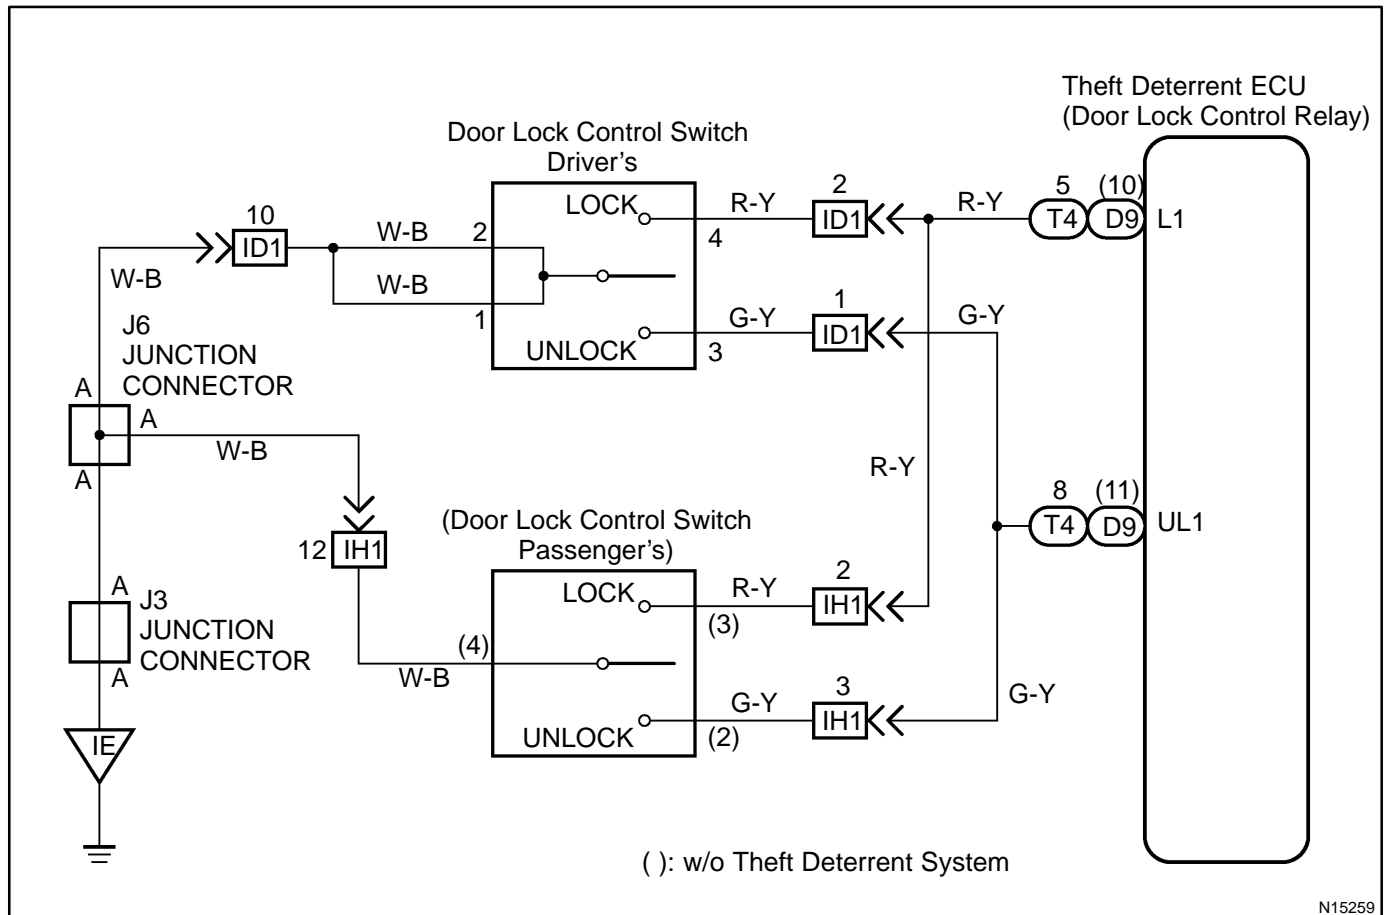 Theft Deterrent ECU
(Door Lock Control Relay)
Door Lock Control Switch
Driver's
LOCK
R-Y
2
ID1
R-Y
5
(10)
T4
D9
L1
10
ID1
W-B
2
4
W-B
W-B
1
UNLOCK
G-Y
3
1
ID1
G-Y
J6
JUNCTION
CONNECTOR
A
A
A
W-B
R-Y
8
(11)
T4
D9
UL1
12
IH1
(Door Lock Control Switch
Passenger's)
LOCK
R-Y
(3)
2
IH1
(4)
W-B
UNLOCK
G-Y
(2)
3
IH1
G-Y
A
J3
JUNCTION
CONNECTOR
A
IE
( ): w/o Theft Deterrent System
N15259